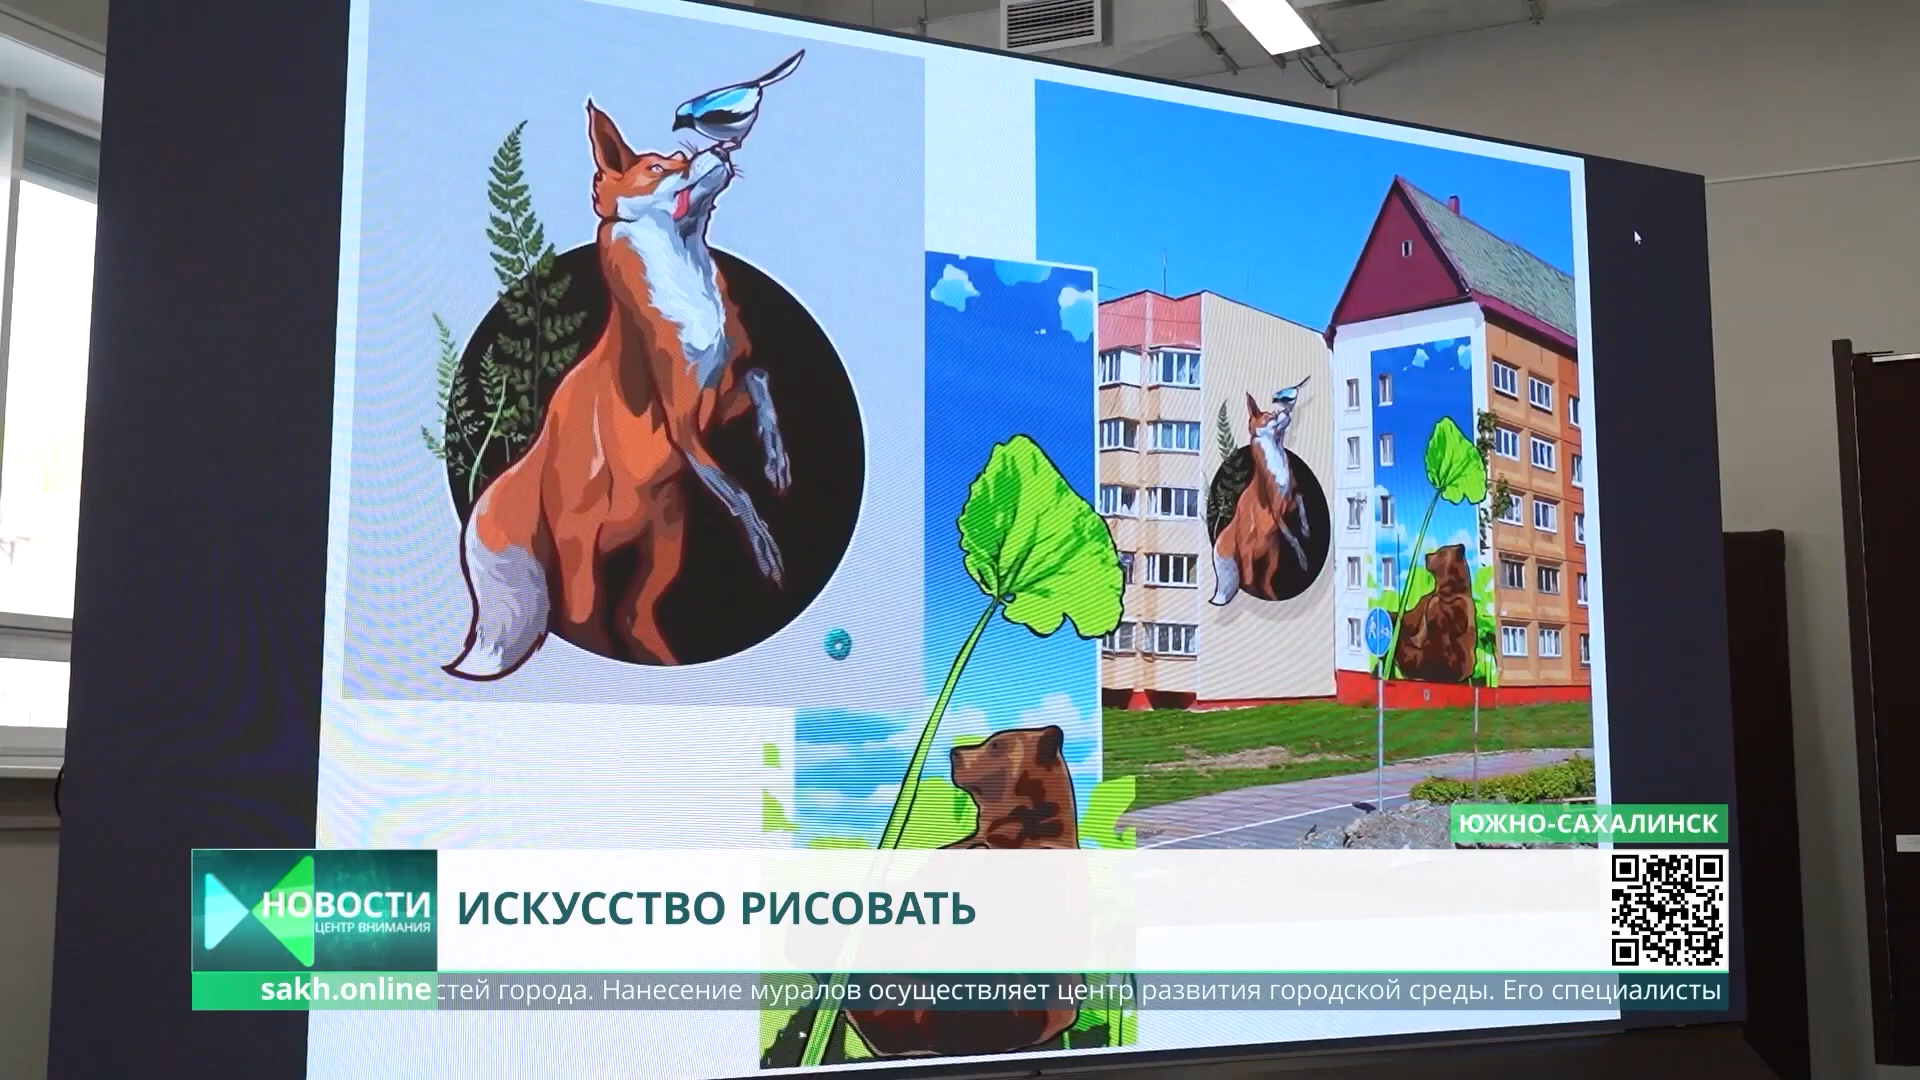 ЮЖНО-САХАЛИНСК
НОВОСТИ
ЦЕНТР ВНИМАНИЯ
ИСКУССТВО РИСОВАТЬ
sakh.online
стей города. Нанесение муралов осуществляет центр развития городской среды. Его специалисты